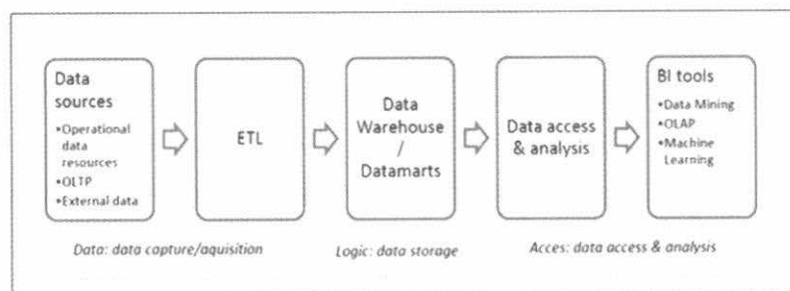 Data
sources
•Operational
data
resources
•OLTP
•External data
ETL
Data
Warehouse
/
Datamarts
Data access
& analysis
BI tools
•Data Mining
•OLAP
•Machine
Learning
Data: data capture/aquisition
Logic: data storage
Acces: data access & analysis